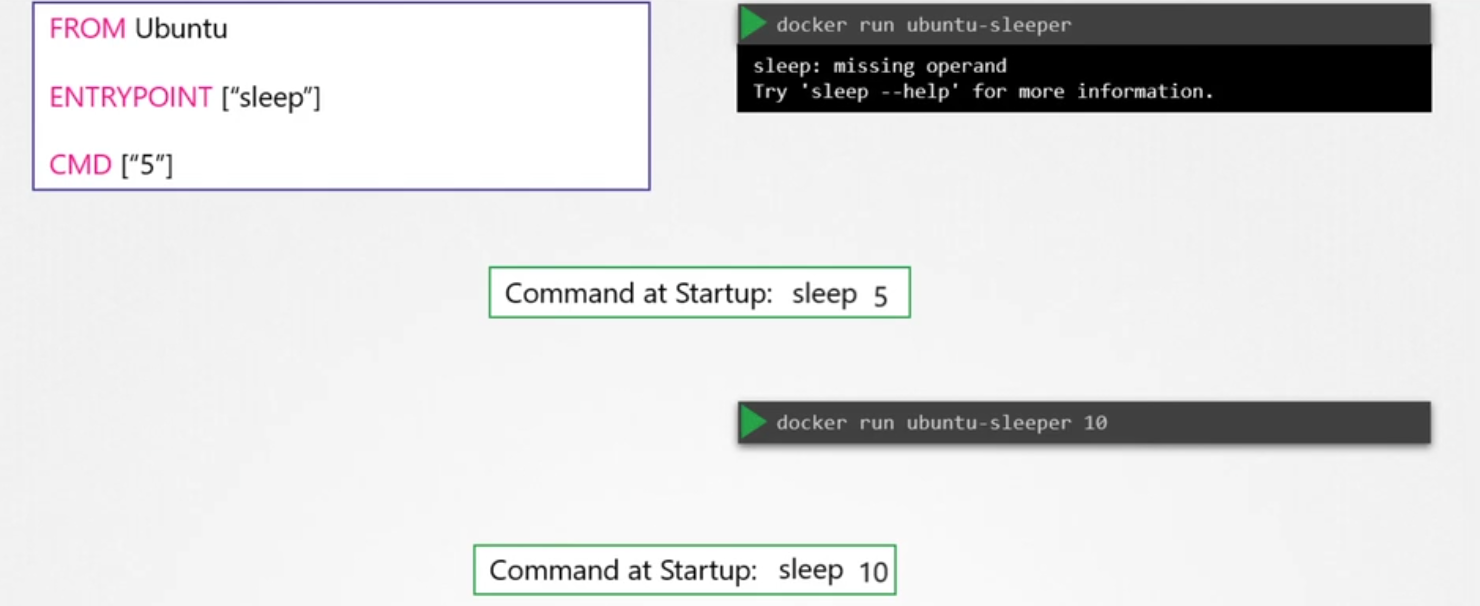 FROM Ubuntu
ENTRYPOINT [“sleep”]
CMD [“5”]
docker run ubuntu-sleeper
sleep: missing operand
Try 'sleep --help' for more information.
Command at Startup: sleep 5
docker run ubuntu-sleeper 10
Command at Startup: sleep 10